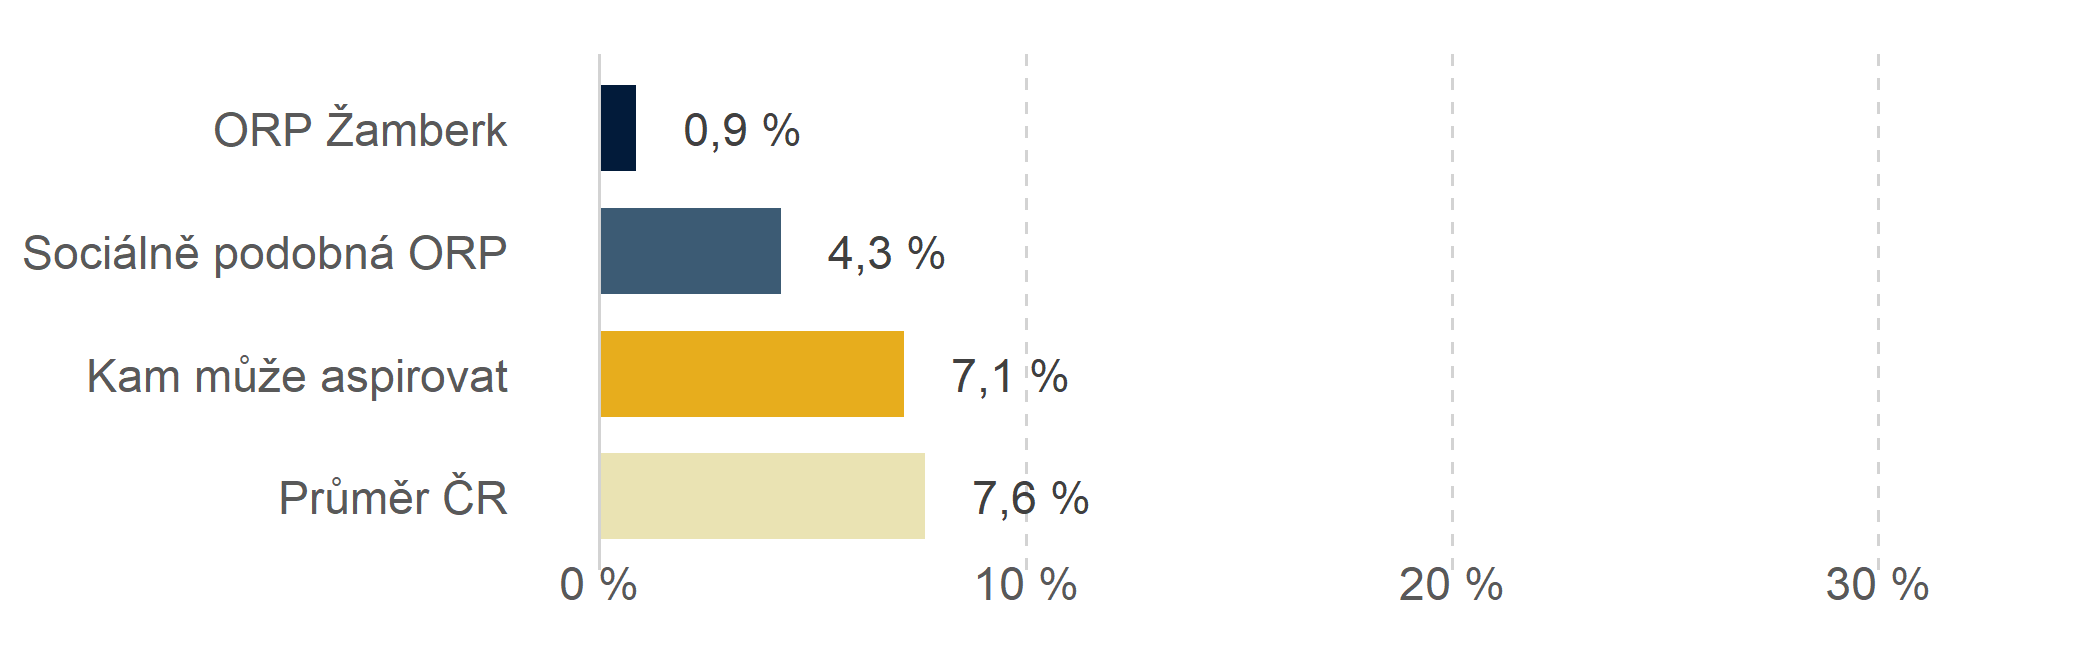 ORP Žamberk 0,9 %
Sociálně podobná ORP 4,3 %
Kam může aspirovat 7,1 %
Průměr ČR 7,6 %
0 % 10 % 20 % 30 %